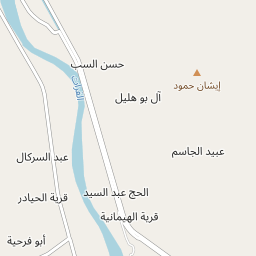 حسن السب
الفرات
إيشان حمود
آل بو هليل
عبيد الجاسم
عبد السركال
الحج عبد السيد
قرية الحيادر
قرية الهيمانية
أبو فرحية